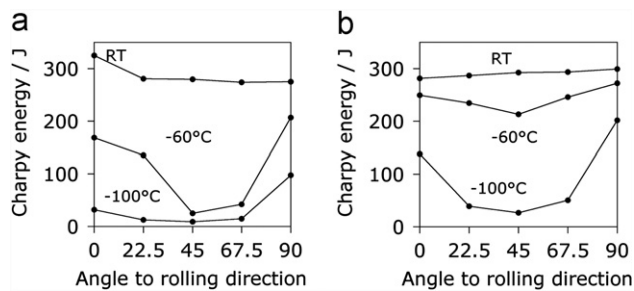 a
Charpy energy / J
300
200
100
0
RT
-60°C
-100°C
0 22.5 45 67.5 90
Angle to rolling direction
b
Charpy energy / J
300
200
100
0
RT
-60°C
-100°C
0 22.5 45 67.5 90
Angle to rolling direction